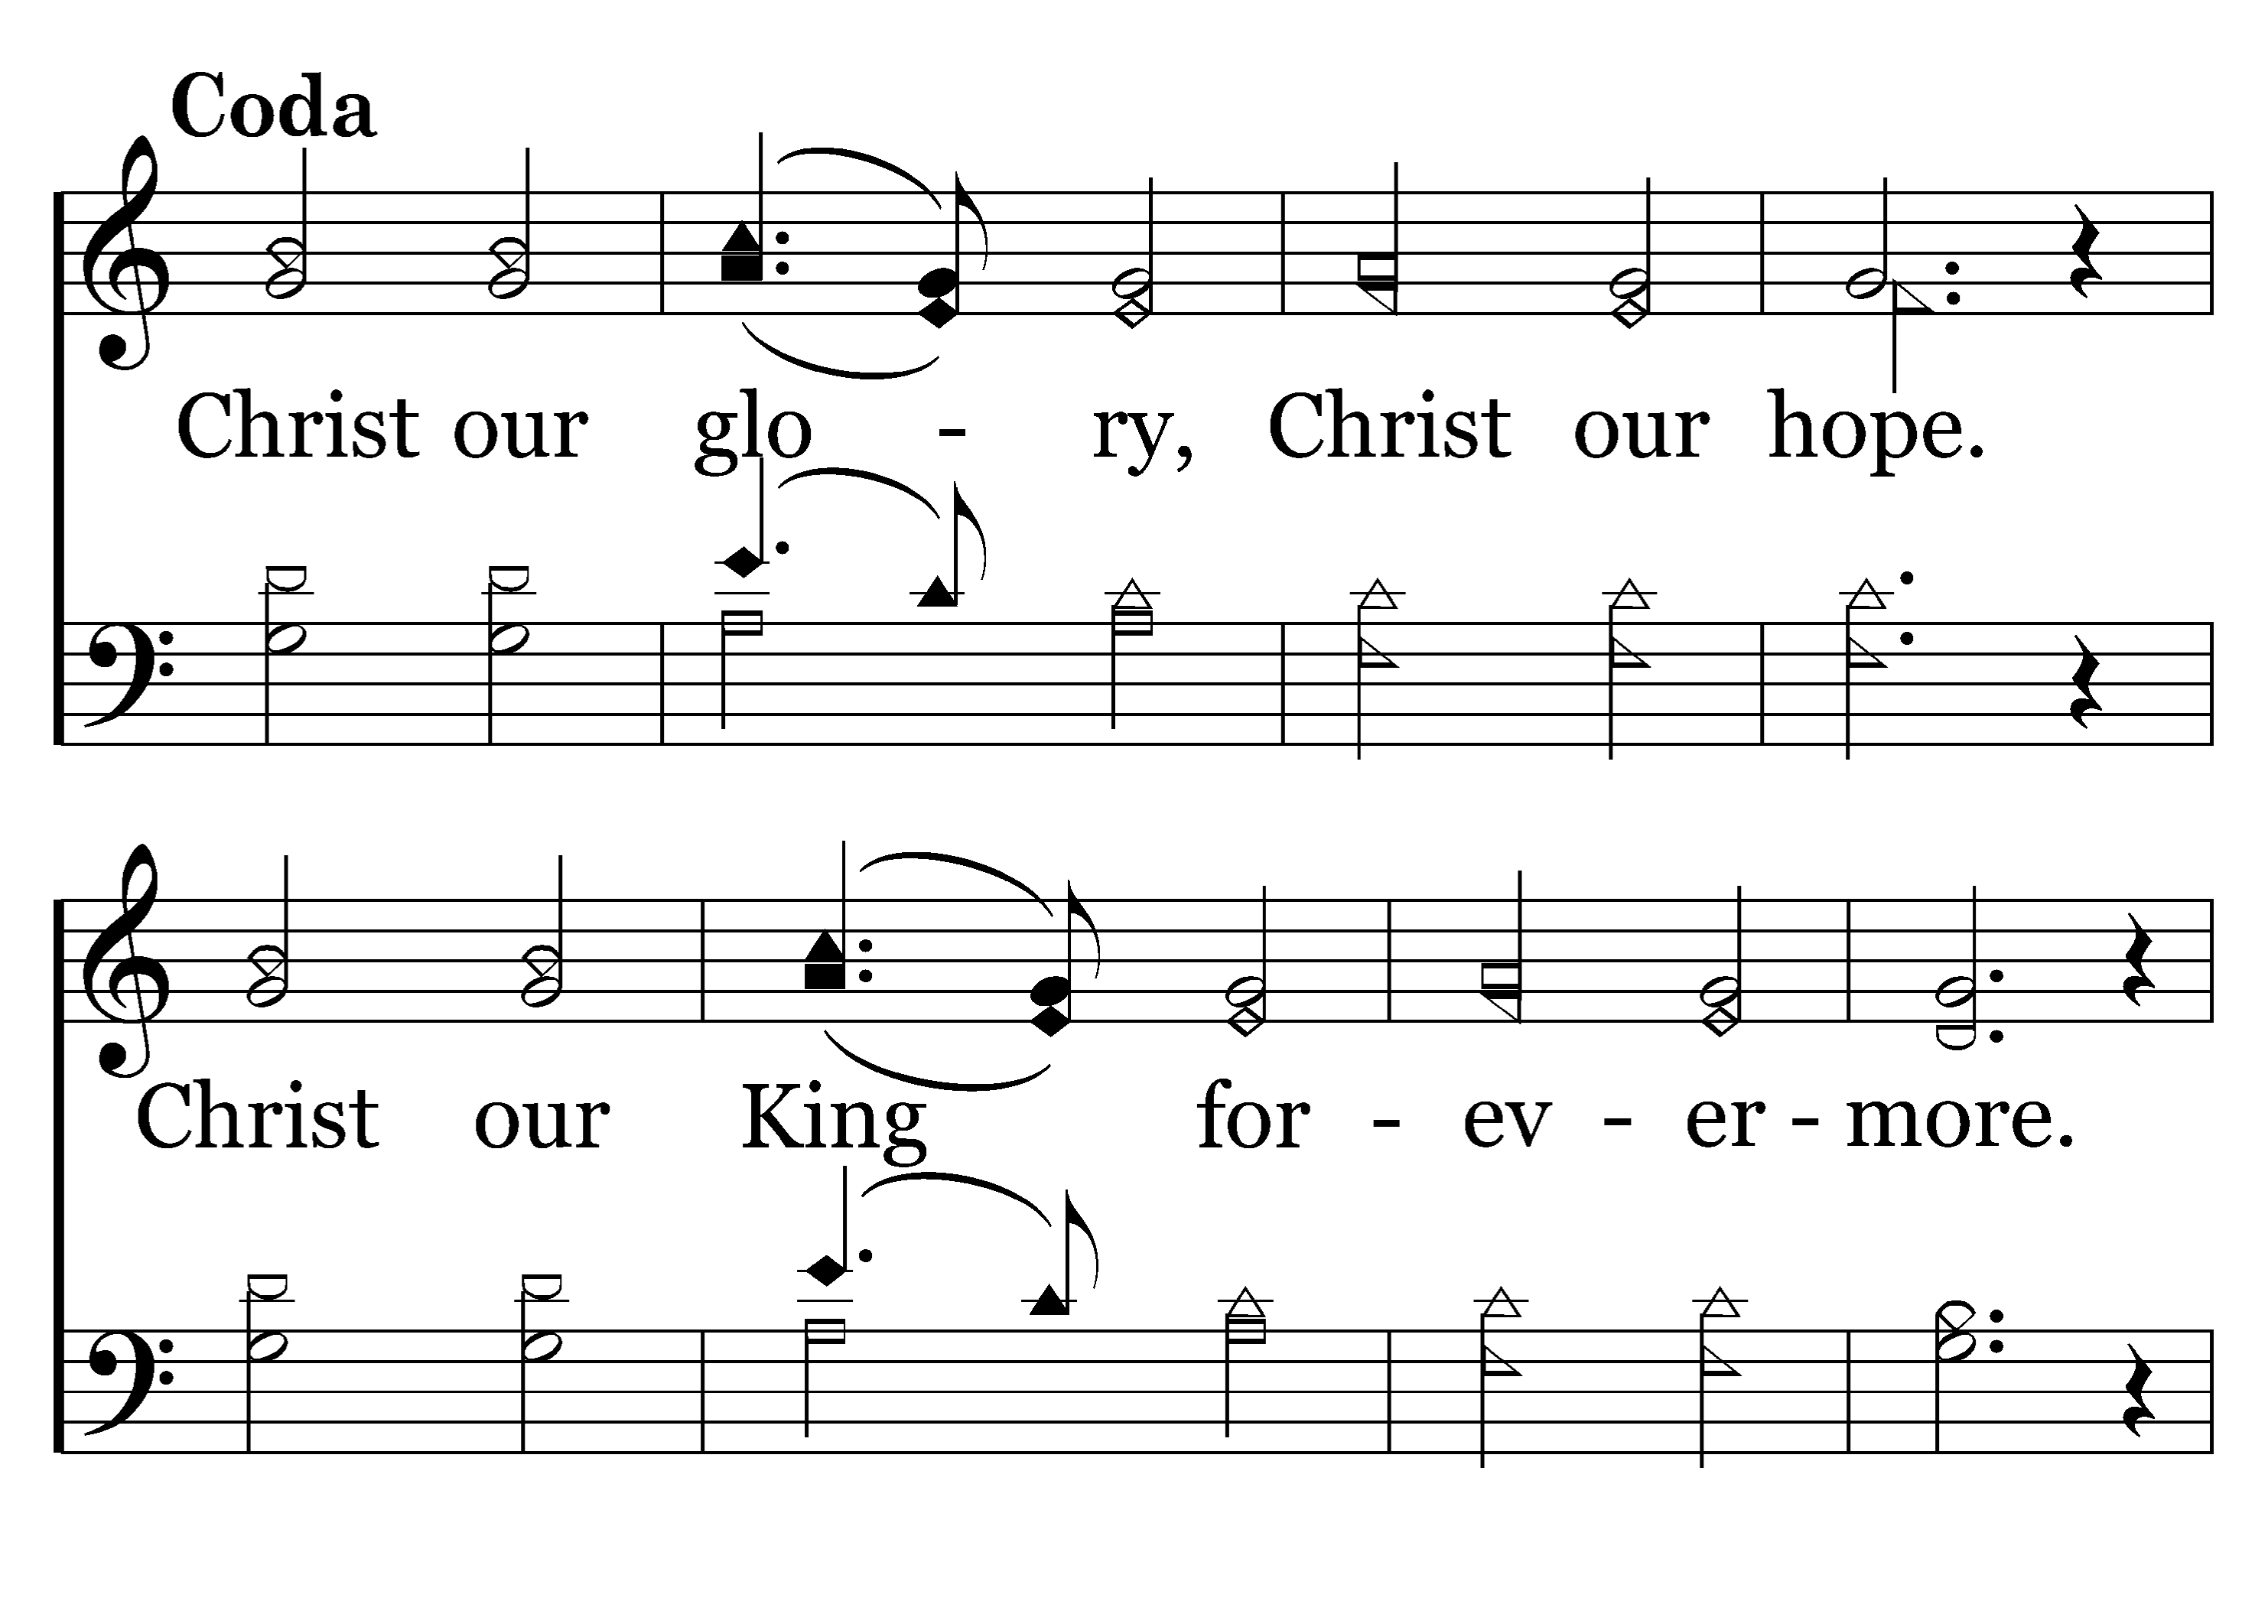 Coda
Christ our glo - ry, Christ our hope.
Christ our King for - ev - er - more.